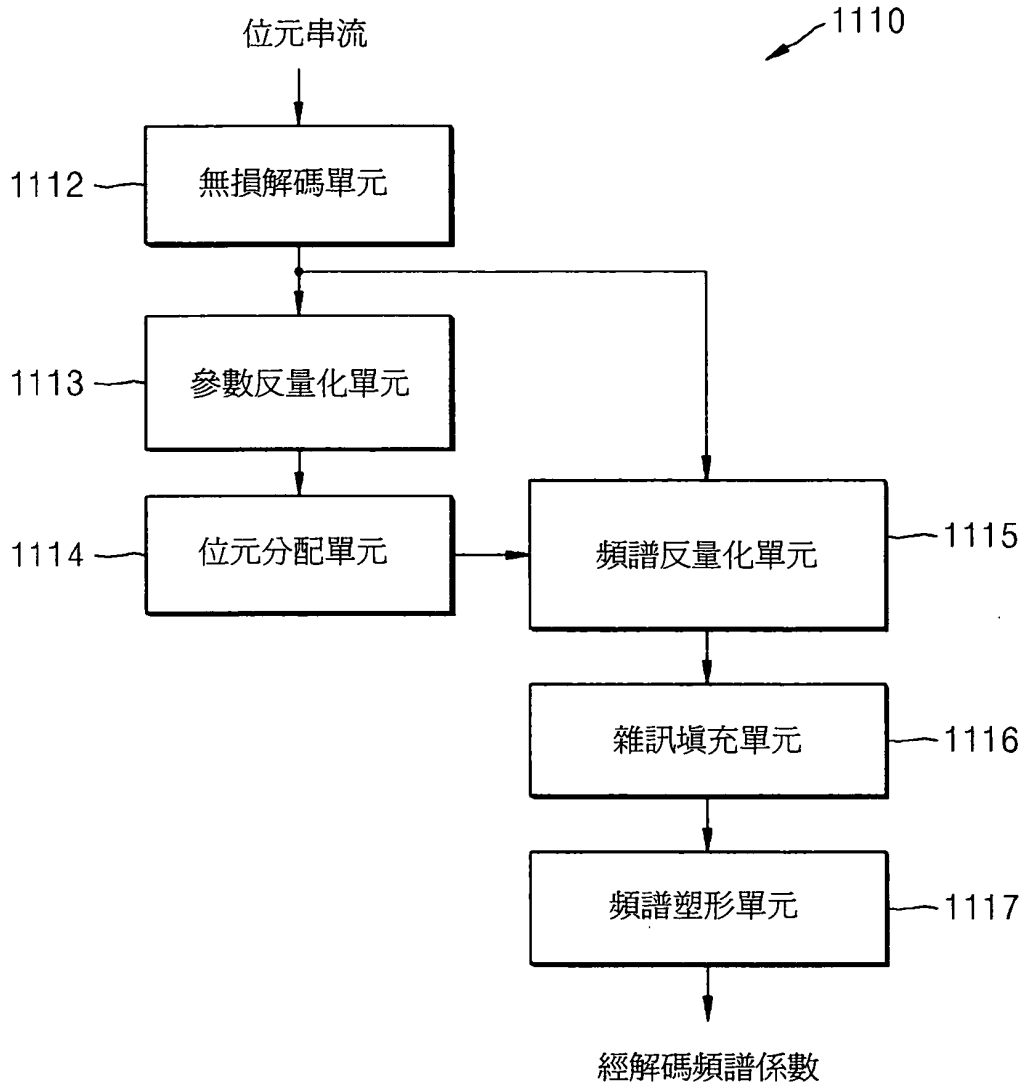 位元串流
1110
1112
無損解碼單元
1113
參數反量化單元
1114
位元分配單元
頻譜反量化單元
1115
雜訊塡充單元
1116
頻譜塑形單元
1117
經解碼頻譜係數